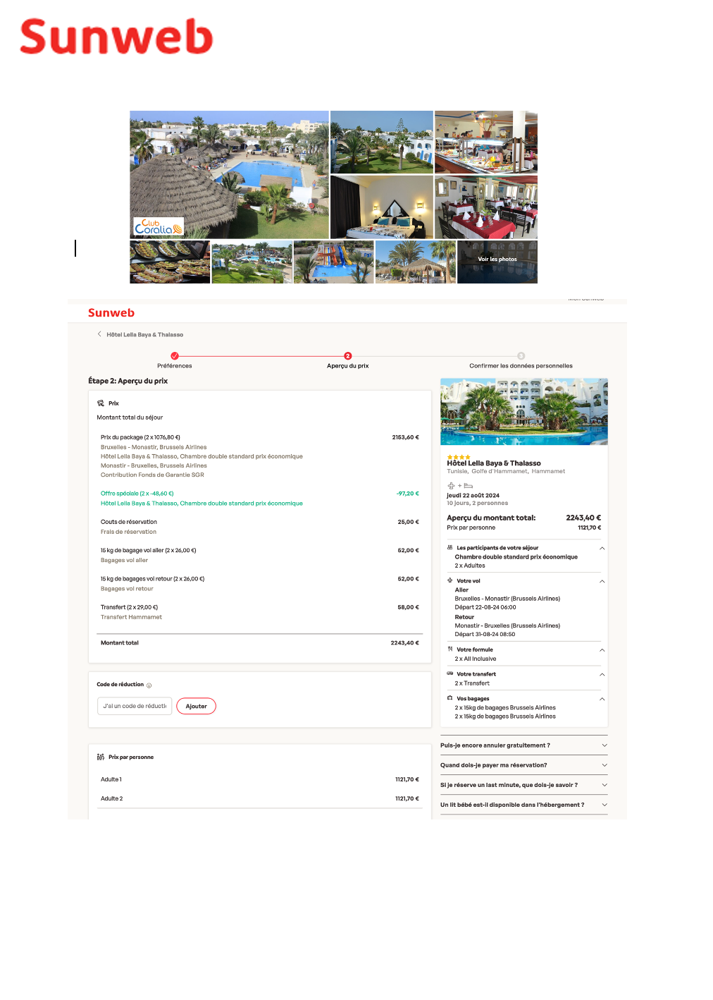 Sunweb
Club
Coralia
Voir les photos
Mon Sunweb
Sunweb
Hôtel Lella Baya & Thalasso
2
3
Préférences
Aperçu du prix
Confirmer les données personnelles
Étape 2: Aperçu du prix
Prix
Montant total du séjour
Prix du package (2 x 1076,80 €) 2153,60 €
Bruxelles - Monastir, Brussels Airlines
Hôtel Lella Baya & Thalasso, Chambre double standard prix économique
Monastir - Bruxelles, Brussels Airlines
Contribution Fonds de Garantie SGR
Offre spéciale (2 x -48,60 €) -97,20 €
Hôtel Lella Baya & Thalasso, Chambre double standard prix économique
Couts de réservation 25,00 €
Frais de réservation
15 kg de bagage vol aller (2 x 26,00 €) 52,00 €
Bagages vol aller
15 kg de bagages vol retour (2 x 26,00 €) 52,00 €
Bagages vol retour
Transfert (2 x 29,00 €) 58,00 €
Transfert Hammamet
Montant total 2243,40 €
Code de réduction
J'ai un code de réducti
Ajouter
Prix par personne
Adulte 1 1121,70 €
Adulte 2 1121,70 €
Hôtel Lella Baya & Thalasso
Tunisie, Golfe d'Hammamet, Hammamet
+
jeudi 22 août 2024
10 jours, 2 personnes
Aperçu du montant total: 2243,40 €
Prix par personne 1121,70 €
Les participants de votre séjour
Chambre double standard prix économique
2 x Adultes
Votre vol
Aller
Bruxelles - Monastir (Brussels Airlines)
Départ 22-08-24 06:00
Retour
Monastir - Bruxelles (Brussels Airlines)
Départ 31-08-24 08:50
Votre formule
2 x All Inclusive
Votre transfert
2 x Transfert
Vos bagages
2 x 15kg de bagages Brussels Airlines
2 x 15kg de bagages Brussels Airlines
Puis-je encore annuler gratuitement ?
Quand dois-je payer ma réservation?
Si je réserve un last minute, que dois-je savoir ?
Un lit bébé est-il disponible dans l'hébergement ?